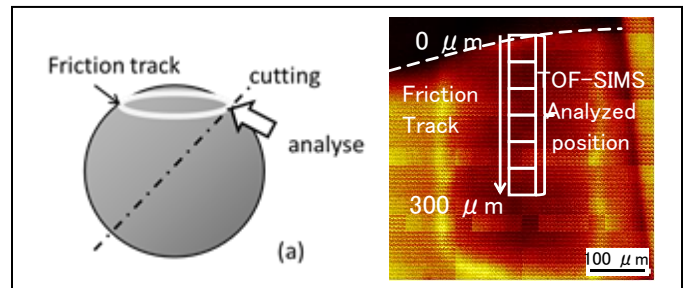 Friction track
cutting
analyse
(a)
0 μm
Friction
Track
TOF-SIMS
Analyzed
position
300 μm
100 μm